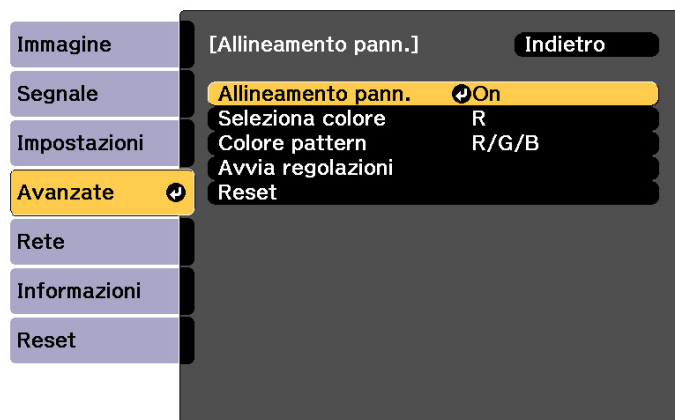 Immagine
Segnale
Impostazioni
Avanzate
Rete
Informazioni
Reset
[Allineamento pann.] Indietro
Allineamento pann. On
Seleziona colore R
Colore pattern R/G/B
Avvia regolazioni
Reset